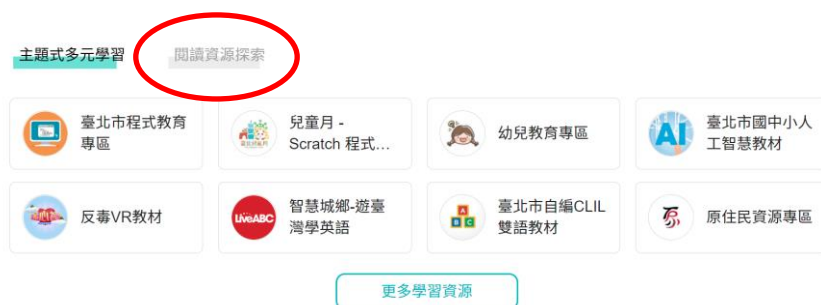 主題式多元學習 閱讀資源探索
臺北市程式教育
專區
兒童月 -
Scratch 程式…
幼兒教育專區
臺北市國中小人
工智慧教材
AI
反毒VR教材
LiveABC
智慧城鄉-遊臺
灣學英語
A
B C
臺北市自編CLIL
雙語教材
原住民資源專區
更多學習資源